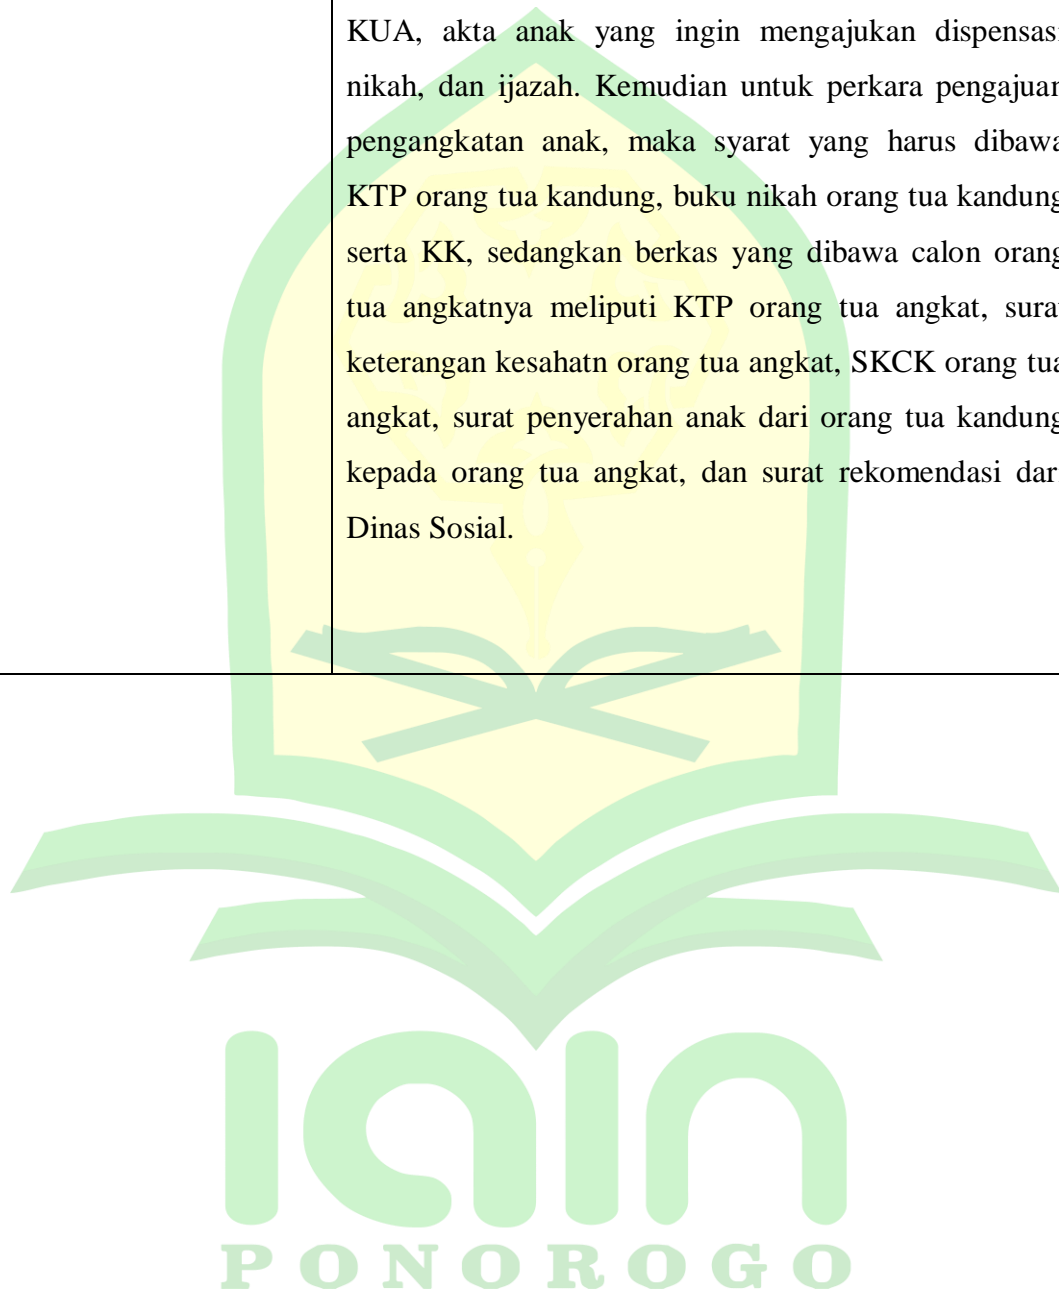 KUA, akta anak yang ingin mengajukan dispensasi
nikah, dan ijazah. Kemudian untuk perkara pengajuan
pengangkatan anak, maka syarat yang harus dibawa
KTP orang tua kandung, buku nikah orang tua kandung
serta KK, sedangkan berkas yang dibawa calon orang
tua angkatnya meliputi KTP orang tua angkat, surat
keterangan kesahatn orang tua angkat, SKCK orang tua
angkat, surat penyerahan anak dari orang tua kandung
kepada orang tua angkat, dan surat rekomendasi dari
Dinas Sosial.
iain
PONOROGO